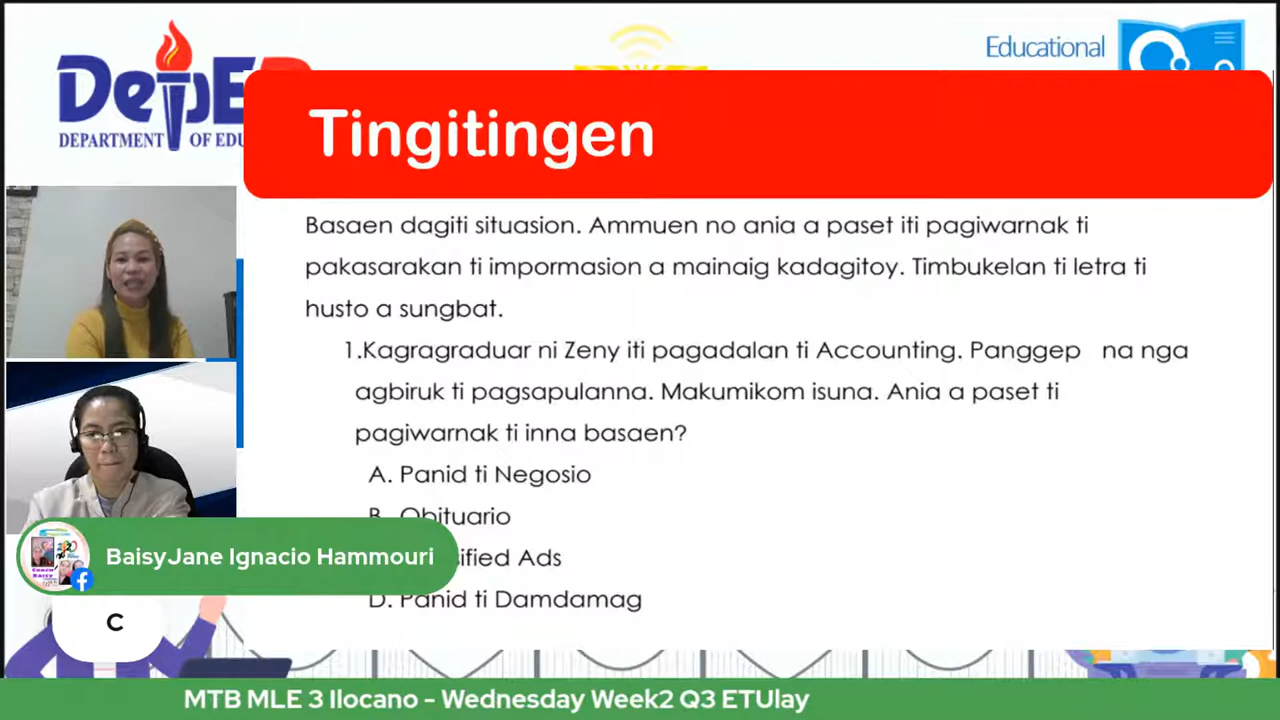 DepED
DEPARTMENT OF EDU
Educational
Tingitingen
Basaen dagiti situasion. Ammuen no ania a paset iti pagiwarnak ti
pakasarakan ti impormasion a mainaig kadagitoy. Timbukelan ti letra ti
husto a sungbat.
1.Kagragraduar ni Zeny iti pagadalan ti Accounting. Panggep na nga
agbiruk ti pagsapulanna. Makumikom isuna. Ania a paset ti
pagiwarnak ti inna basaen?
A. Panid ti Negosio
B. Obituario
sified Ads
D. Panid ti Damdamag
BaisyJane Ignacio Hammouri
C
MTB MLE 3 Ilocano - Wednesday Week2 Q3 ETUlay